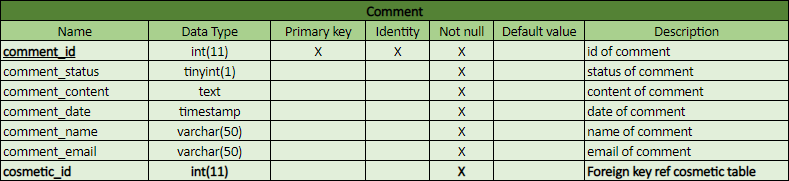 Comment
Name Data Type Primary key Identity Not null Default value Description
comment_id int(11) X X X id of comment
comment_status tinyint(1) X status of comment
comment_content text X content of comment
comment_date timestamp X date of comment
comment_name varchar(50) X name of comment
comment_email varchar(50) X email of comment
cosmetic_id int(11) X Foreign key ref cosmetic table